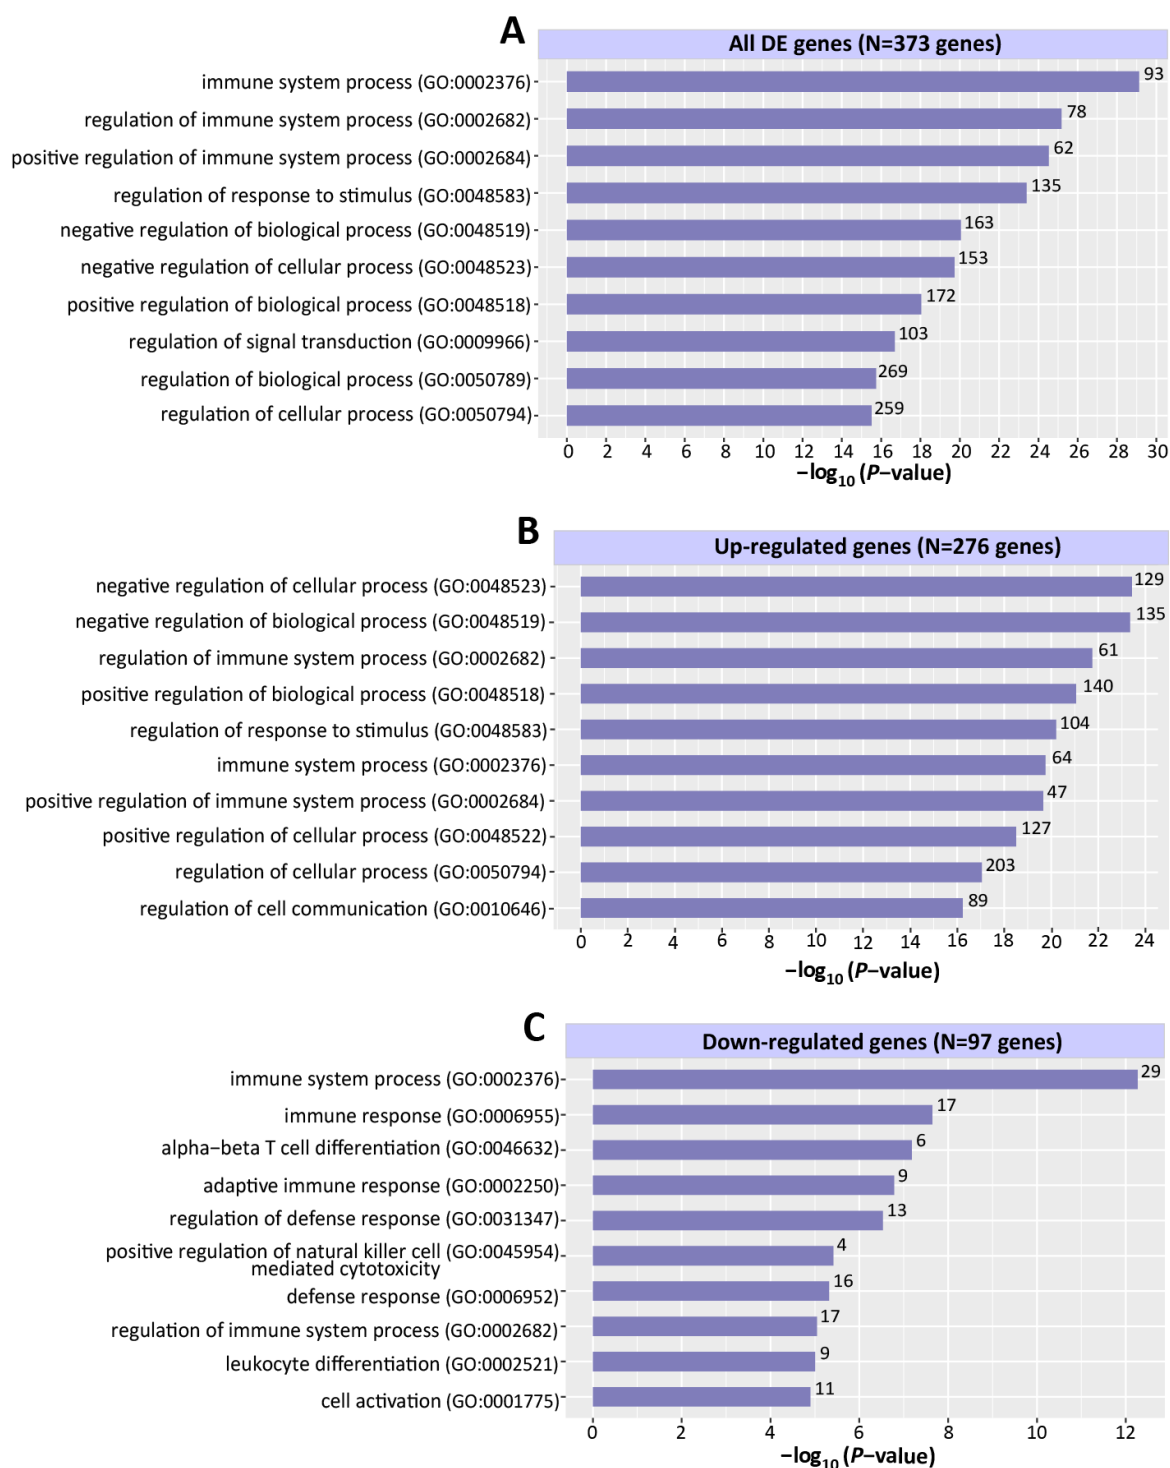 A
All DE genes (N=373 genes)
immune system process (GO:0002376) 93
regulation of immune system process (GO:0002682) 78
positive regulation of immune system process (GO:0002684) 62
regulation of response to stimulus (GO:0048583) 135
negative regulation of biological process (GO:0048519) 163
negative regulation of cellular process (GO:0048523) 153
positive regulation of biological process (GO:0048518) 172
regulation of signal transduction (GO:0009966) 103
regulation of biological process (GO:0050789) 269
regulation of cellular process (GO:0050794) 259
0 2 4 6 8 10 12 14 16 18 20 22 24 26 28 30
−log10 (P−value)
B
Up-regulated genes (N=276 genes)
negative regulation of cellular process (GO:0048523) 129
negative regulation of biological process (GO:0048519) 135
regulation of immune system process (GO:0002682) 61
positive regulation of biological process (GO:0048518) 140
regulation of response to stimulus (GO:0048583) 104
immune system process (GO:0002376) 64
positive regulation of immune system process (GO:0002684) 47
positive regulation of cellular process (GO:0048522) 127
regulation of cellular process (GO:0050794) 203
regulation of cell communication (GO:0010646) 89
0 2 4 6 8 10 12 14 16 18 20 22 24
−log10 (P−value)
C
Down-regulated genes (N=97 genes)
immune system process (GO:0002376) 29
immune response (GO:0006955) 17
alpha−beta T cell differentiation (GO:0046632) 6
adaptive immune response (GO:0002250) 9
regulation of defense response (GO:0031347) 13
positive regulation of natural killer cell (GO:0045954) 4
mediated cytotoxicity
defense response (GO:0006952) 16
regulation of immune system process (GO:0002682) 17
leukocyte differentiation (GO:0002521) 9
cell activation (GO:0001775) 11
0 2 4 6 8 10 12
−log10 (P−value)